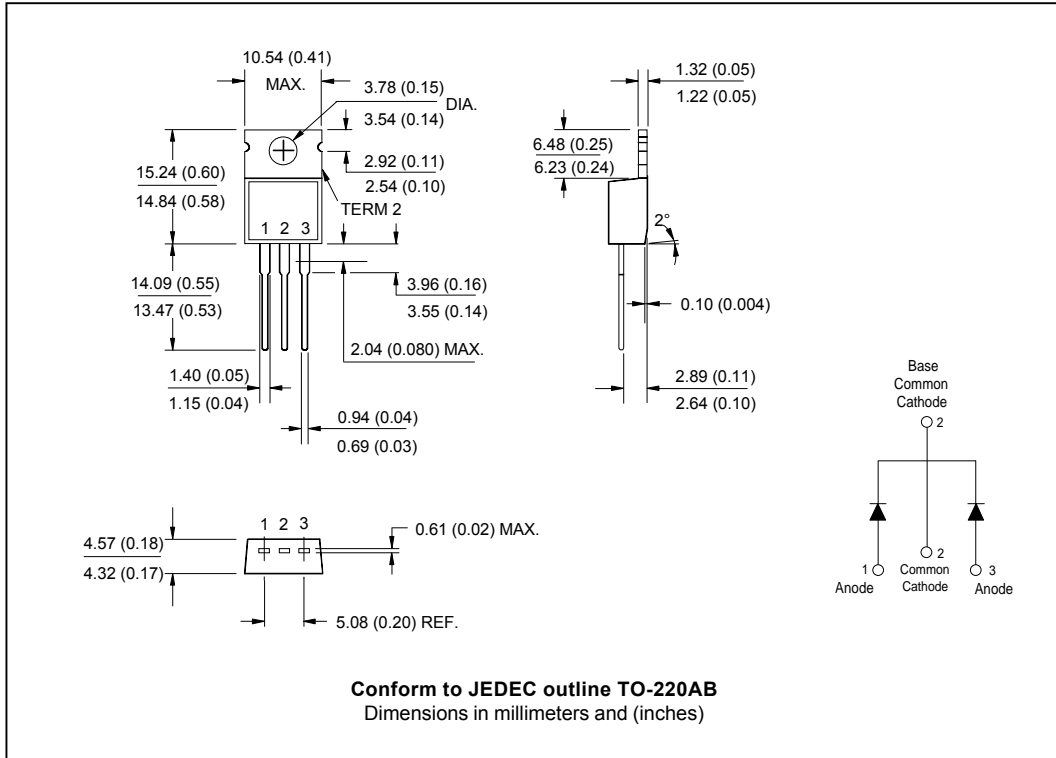 10.54 (0.41)
MAX.
3.78 (0.15)
3.54 (0.14)
DIA.
2.92 (0.11)
2.54 (0.10)
TERM 2
15.24 (0.60)
14.84 (0.58)
1 2 3
14.09 (0.55)
13.47 (0.53)
3.96 (0.16)
3.55 (0.14)
2.04 (0.080) MAX.
1.40 (0.05)
1.15 (0.04)
0.94 (0.04)
0.69 (0.03)
1.32 (0.05)
1.22 (0.05)
6.48 (0.25)
6.23 (0.24)
2°
0.10 (0.004)
2.89 (0.11)
2.64 (0.10)
Base
Common
Cathode
2
1
Anode
2
Common
Cathode
3
Anode
1 2 3
4.57 (0.18)
4.32 (0.17)
0.61 (0.02) MAX.
5.08 (0.20) REF.
Conform to JEDEC outline TO-220AB
Dimensions in millimeters and (inches)